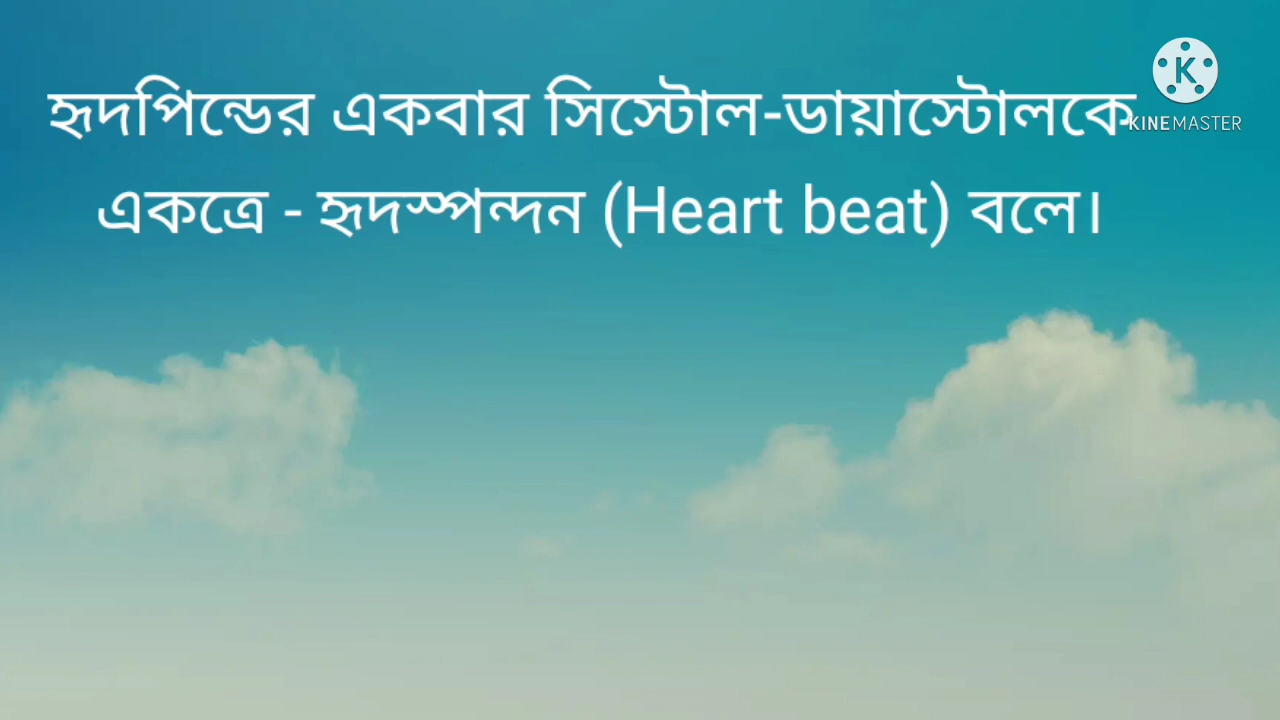 হৃদপিন্ডের একবার সিস্টোল-ডায়াস্টোলকে
একত্রে - হৃদস্পন্দন (Heart beat) বলে।
K
KINEMASTER